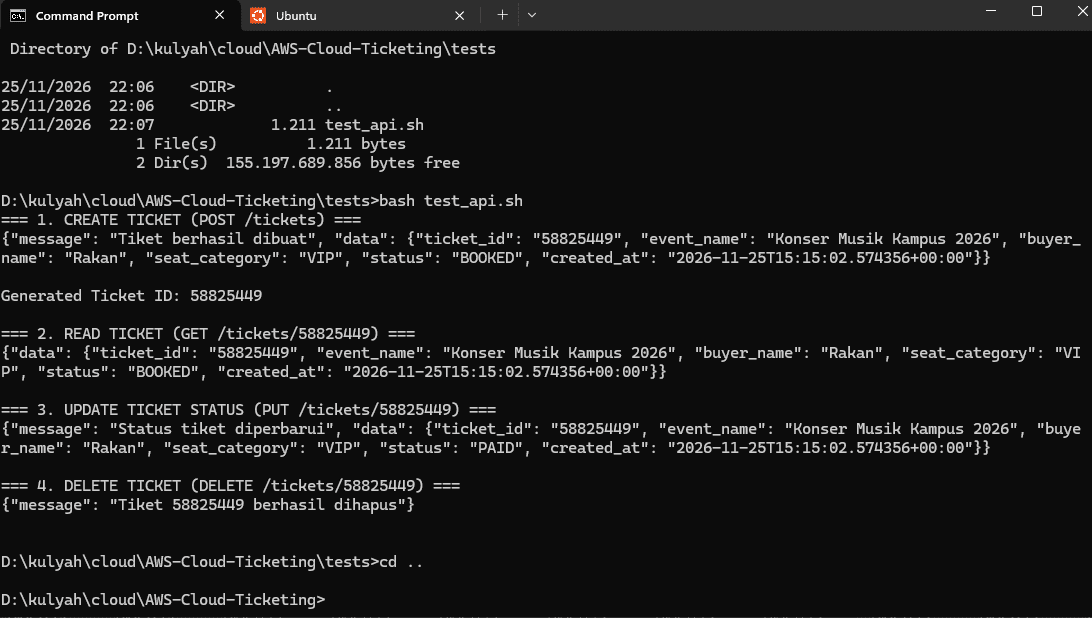 Command Prompt
Ubuntu
Directory of D:\kulyah\cloud\AWS-Cloud-Ticketing\tests
25/11/2026  22:06    <DIR>          .
25/11/2026  22:06    <DIR>          ..
25/11/2026  22:07             1.211 test_api.sh
1 File(s)          1.211 bytes
2 Dir(s)  155.197.689.856 bytes free
D:\kulyah\cloud\AWS-Cloud-Ticketing\tests>bash test_api.sh
=== 1. CREATE TICKET (POST /tickets) ===
{"message": "Tiket berhasil dibuat", "data": {"ticket_id": "58825449", "event_name": "Konser Musik Kampus 2026", "buyer_
name": "Rakan", "seat_category": "VIP", "status": "BOOKED", "created_at": "2026-11-25T15:15:02.574356+00:00"}}
Generated Ticket ID: 58825449
=== 2. READ TICKET (GET /tickets/58825449) ===
{"data": {"ticket_id": "58825449", "event_name": "Konser Musik Kampus 2026", "buyer_name": "Rakan", "seat_category": "VI
P", "status": "BOOKED", "created_at": "2026-11-25T15:15:02.574356+00:00"}}
=== 3. UPDATE TICKET STATUS (PUT /tickets/58825449) ===
{"message": "Status tiket diperbarui", "data": {"ticket_id": "58825449", "event_name": "Konser Musik Kampus 2026", "buye
r_name": "Rakan", "seat_category": "VIP", "status": "PAID", "created_at": "2026-11-25T15:15:02.574356+00:00"}}
=== 4. DELETE TICKET (DELETE /tickets/58825449) ===
{"message": "Tiket 58825449 berhasil dihapus"}
D:\kulyah\cloud\AWS-Cloud-Ticketing\tests>cd ..
D:\kulyah\cloud\AWS-Cloud-Ticketing>